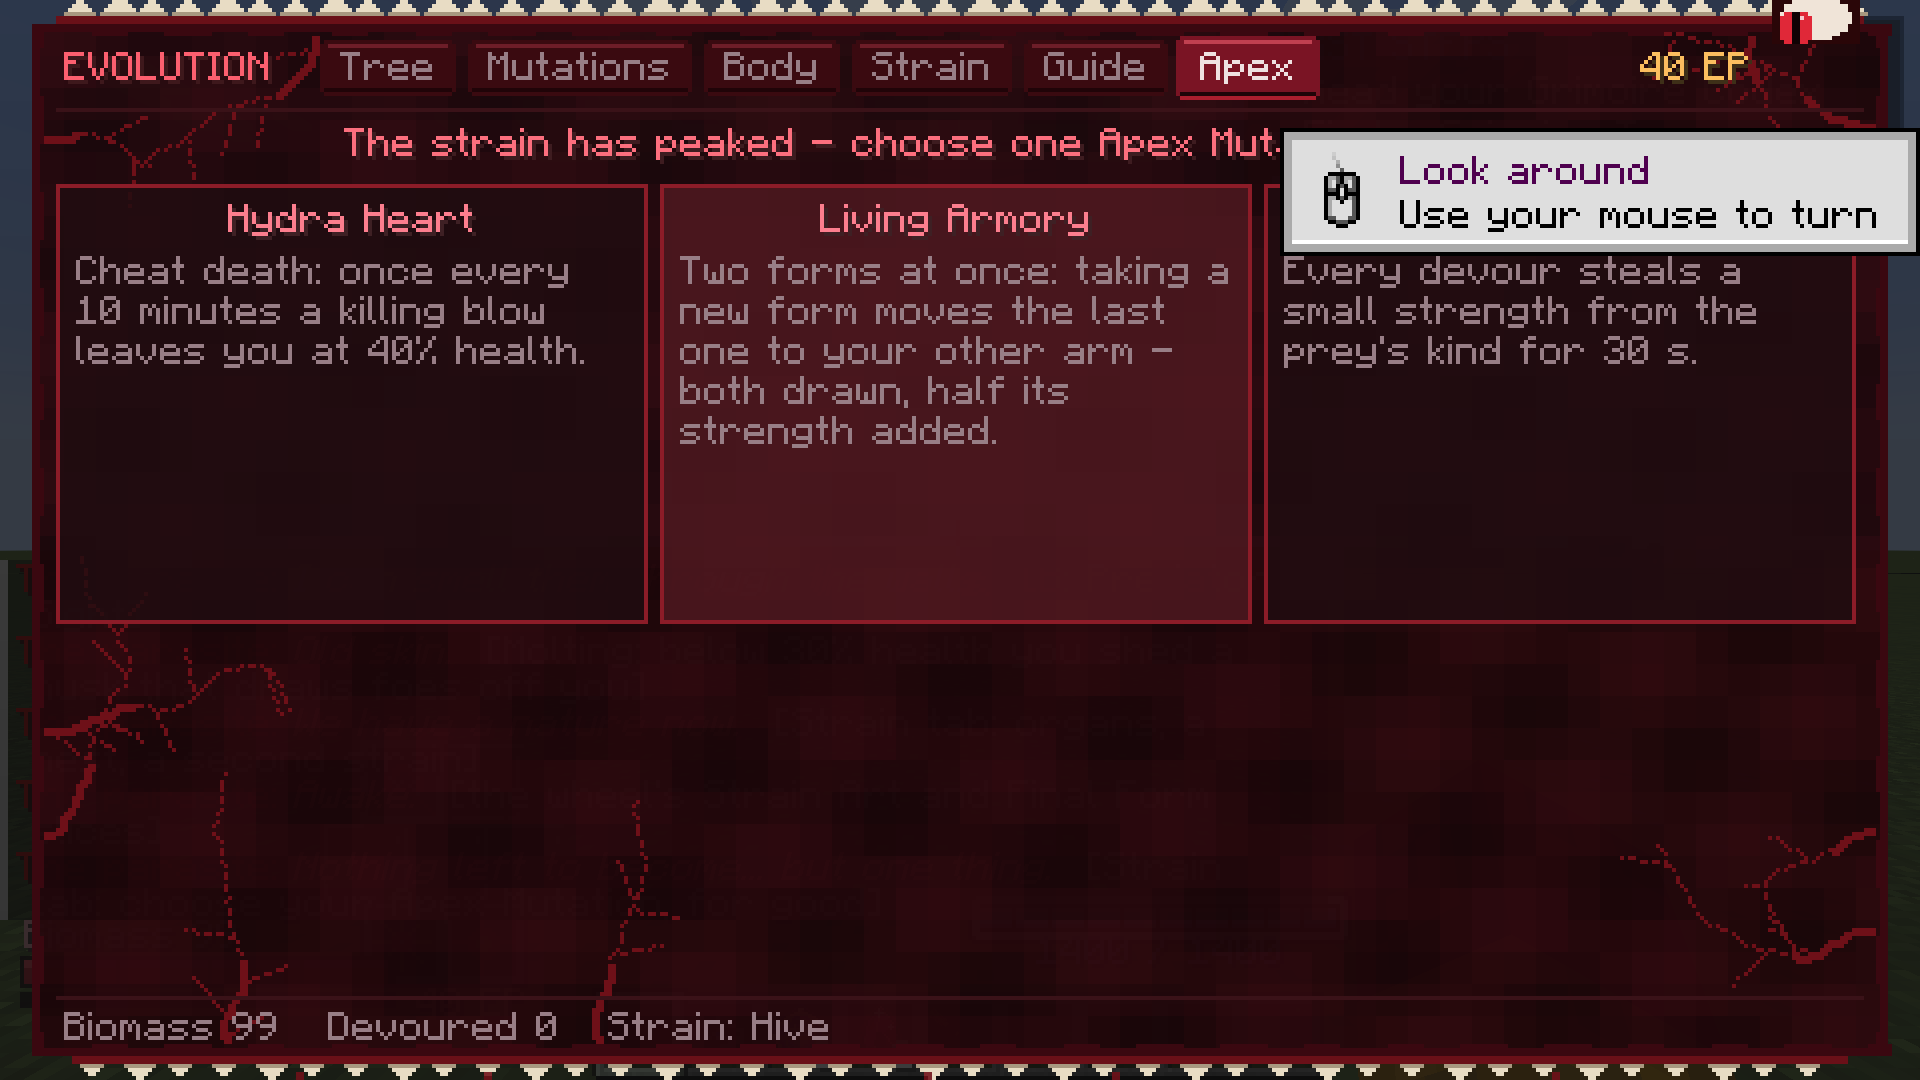 EVOLUTION Tree Mutations Body Strain Guide Apex 40 EP
The strain has peaked - choose one Apex Mut
Look around
Use your mouse to turn
Hydra Heart
Cheat death: once every
10 minutes a killing blow
leaves you at 40% health.
Living Armory
Two forms at once: taking a
new form moves the last
one to your other arm -
both drawn, half its
strength added.
Every devour steals a
small strength from the
prey's kind for 30 s.
Biomass 99 Devoured 0 Strain: Hive